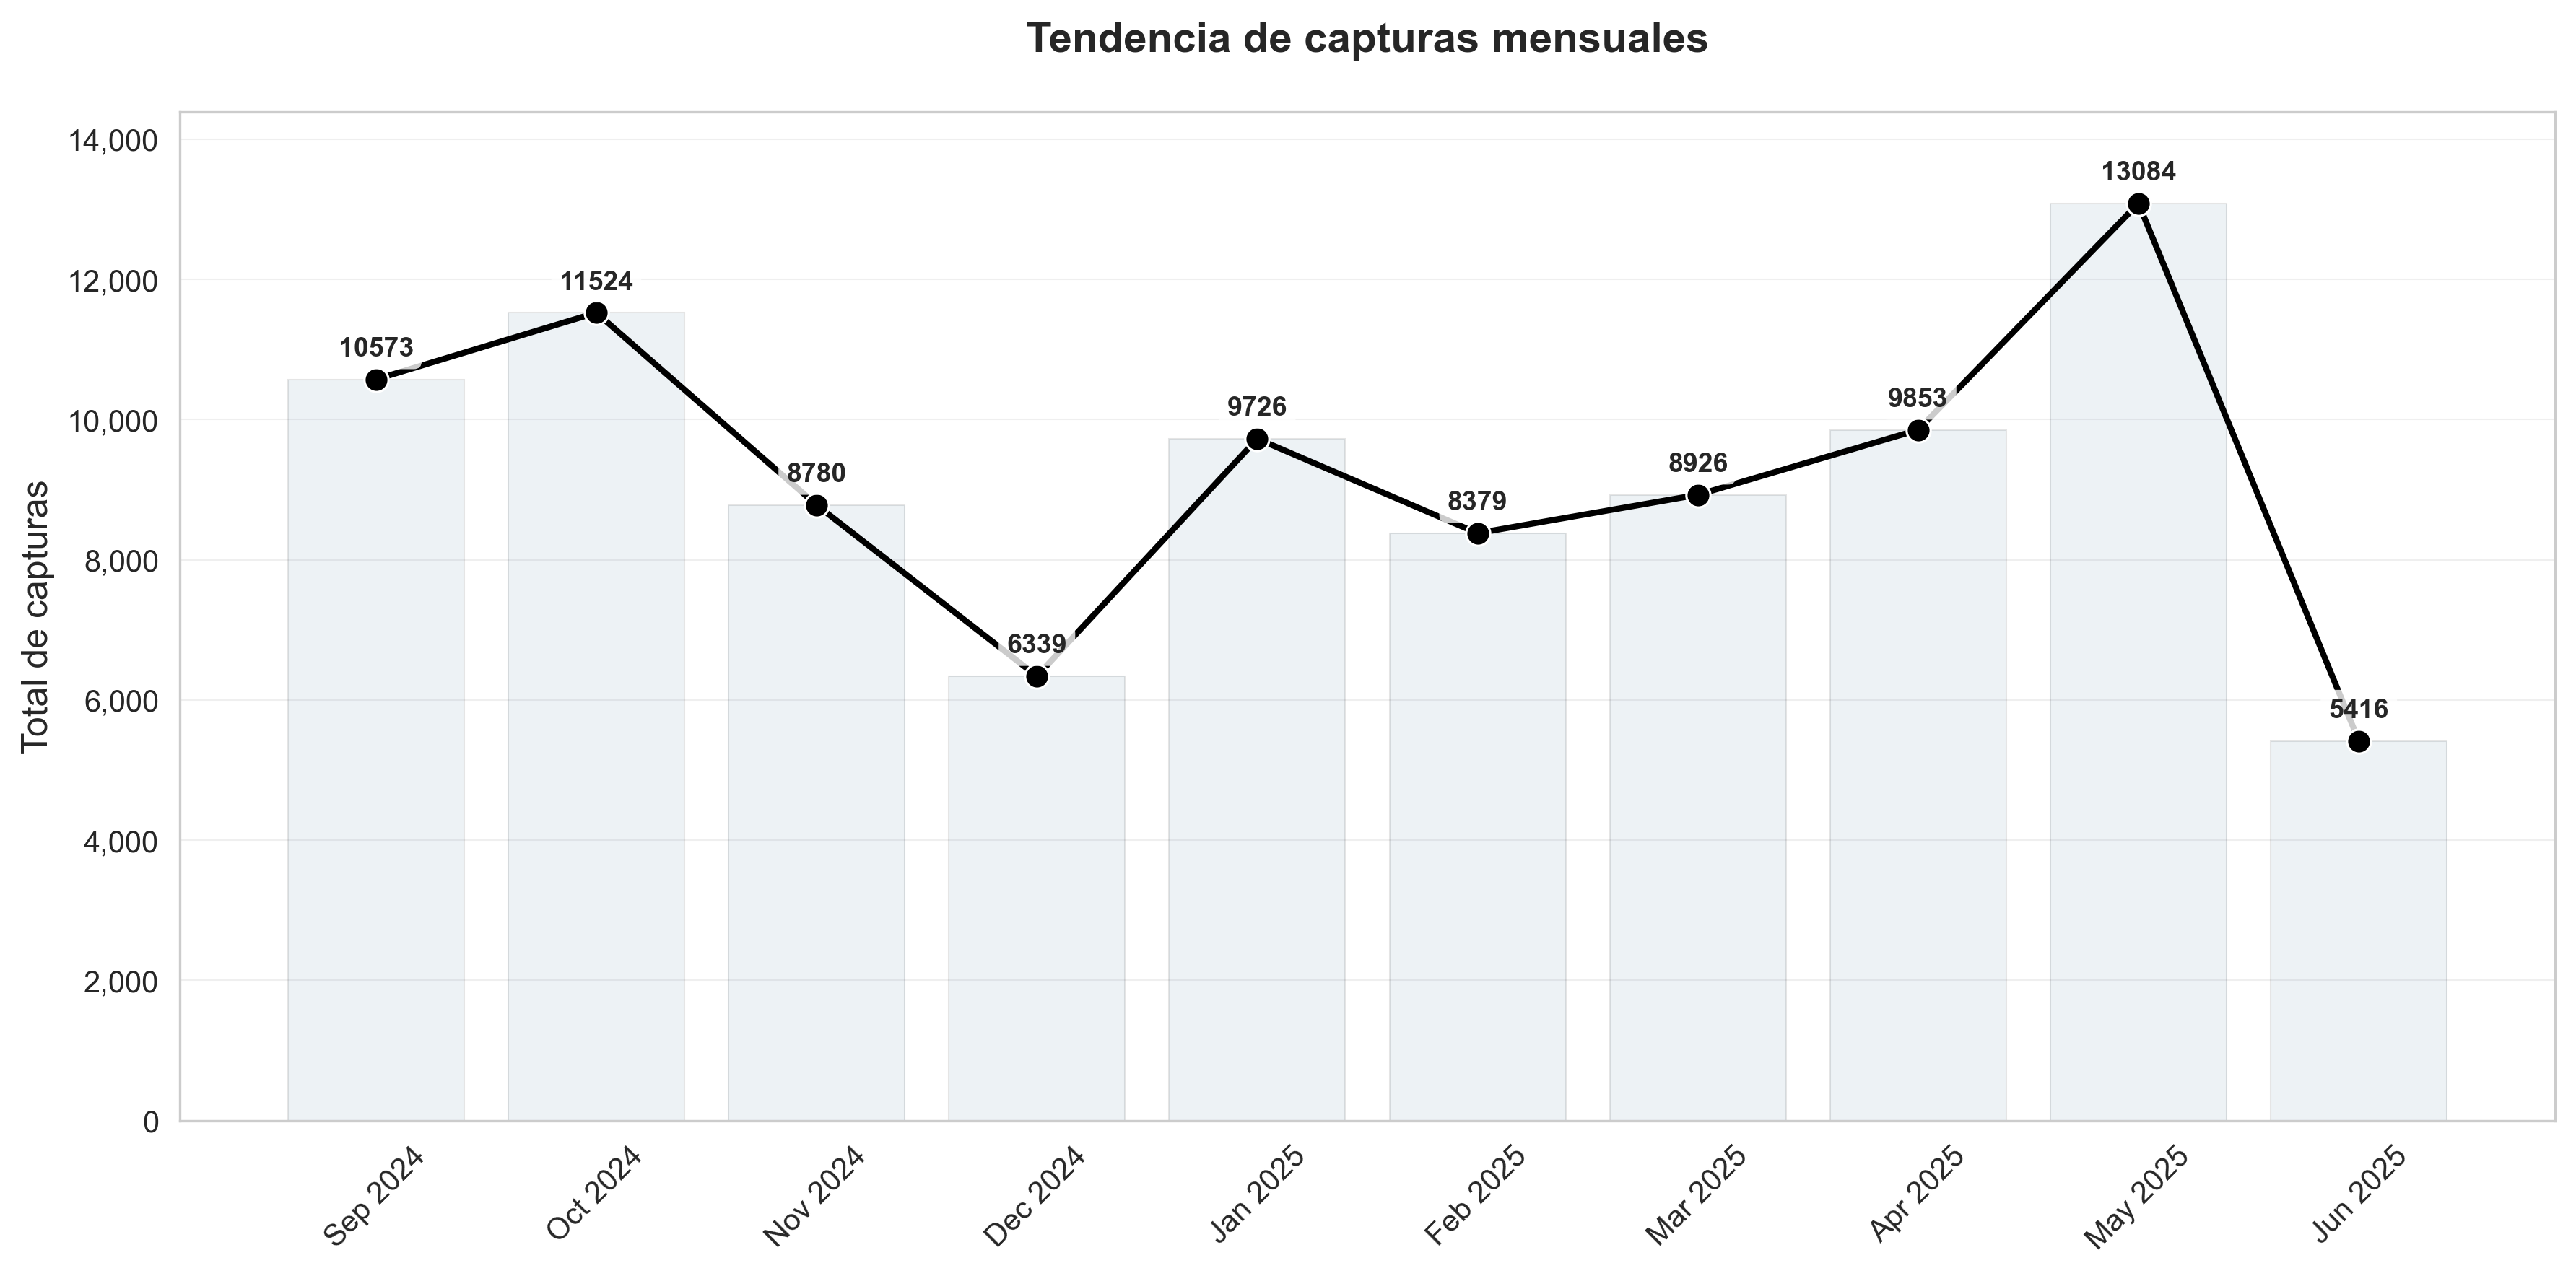 Tendencia de capturas mensuales
Total de capturas
14,000
12,000
10,000
8,000
6,000
4,000
2,000
0
10573
11524
8780
6339
9726
8379
8926
9853
13084
5416
Sep 2024
Oct 2024
Nov 2024
Dec 2024
Jan 2025
Feb 2025
Mar 2025
Apr 2025
May 2025
Jun 2025